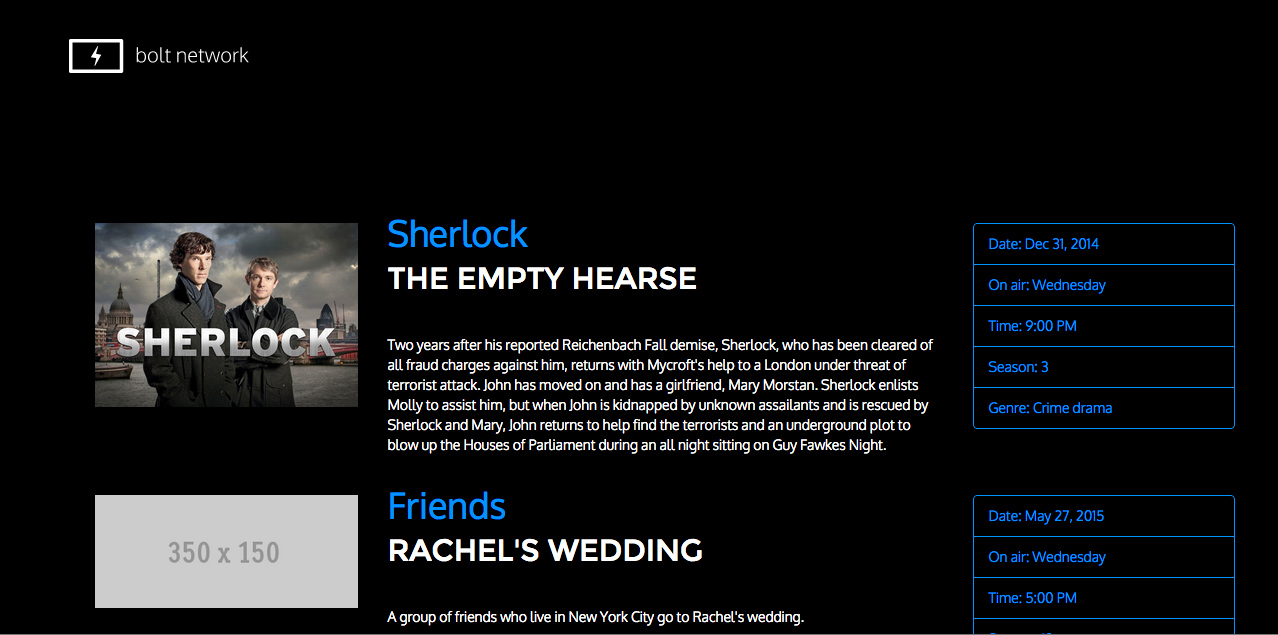 bolt network
SHERLOCK
Sherlock
THE EMPTY HEARSE
Two years after his reported Reichenbach Fall demise, Sherlock, who has been cleared of
all fraud charges against him, returns with Mycroft's help to a London under threat of
terrorist attack. John has moved on and has a girlfriend, Mary Morstan. Sherlock enlists
Molly to assist him, but when John is kidnapped by unknown assailants and is rescued by
Sherlock and Mary, John returns to help find the terrorists and an underground plot to
blow up the Houses of Parliament during an all night sitting on Guy Fawkes Night.
Date: Dec 31, 2014
On air: Wednesday
Time: 9:00 PM
Season: 3
Genre: Crime drama
350 x 150
Friends
RACHEL'S WEDDING
A group of friends who live in New York City go to Rachel's wedding.
Date: May 27, 2015
On air: Wednesday
Time: 5:00 PM